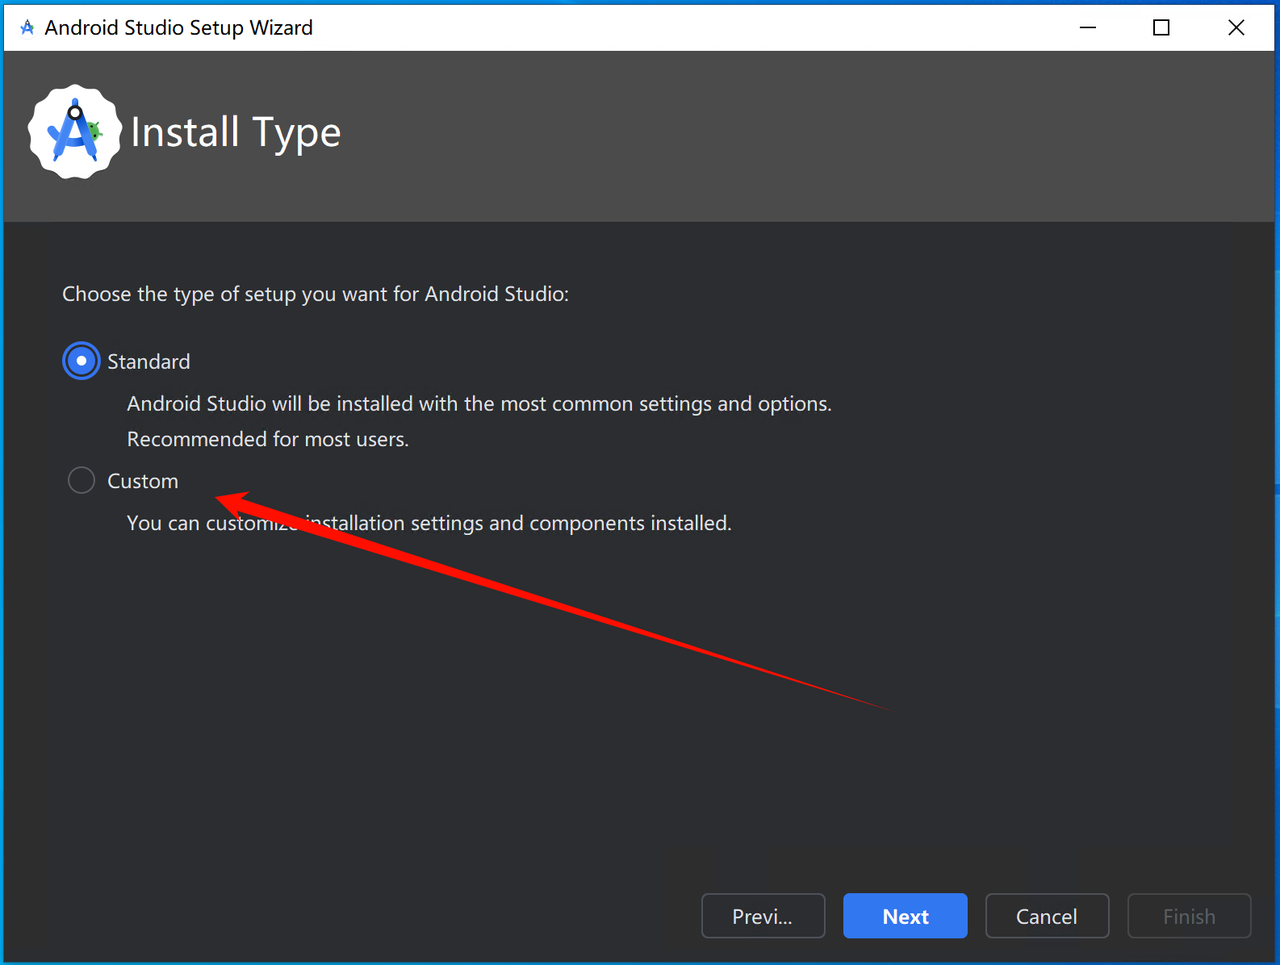 Android Studio Setup Wizard
Install Type
Choose the type of setup you want for Android Studio:
Standard
Android Studio will be installed with the most common settings and options.
Recommended for most users.
Custom
You can customize installation settings and components installed.
Previ...
Next
Cancel
Finish